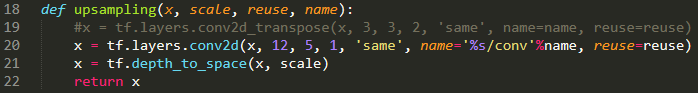 18 def upsampling(x, scale, reuse, name):
19     #x = tf.layers.conv2d_transpose(x, 3, 3, 2, 'same', name=name, reuse=reuse)
20     x = tf.layers.conv2d(x, 12, 5, 1, 'same', name='%s/conv'%name, reuse=reuse)
21     x = tf.depth_to_space(x, scale)
22     return x